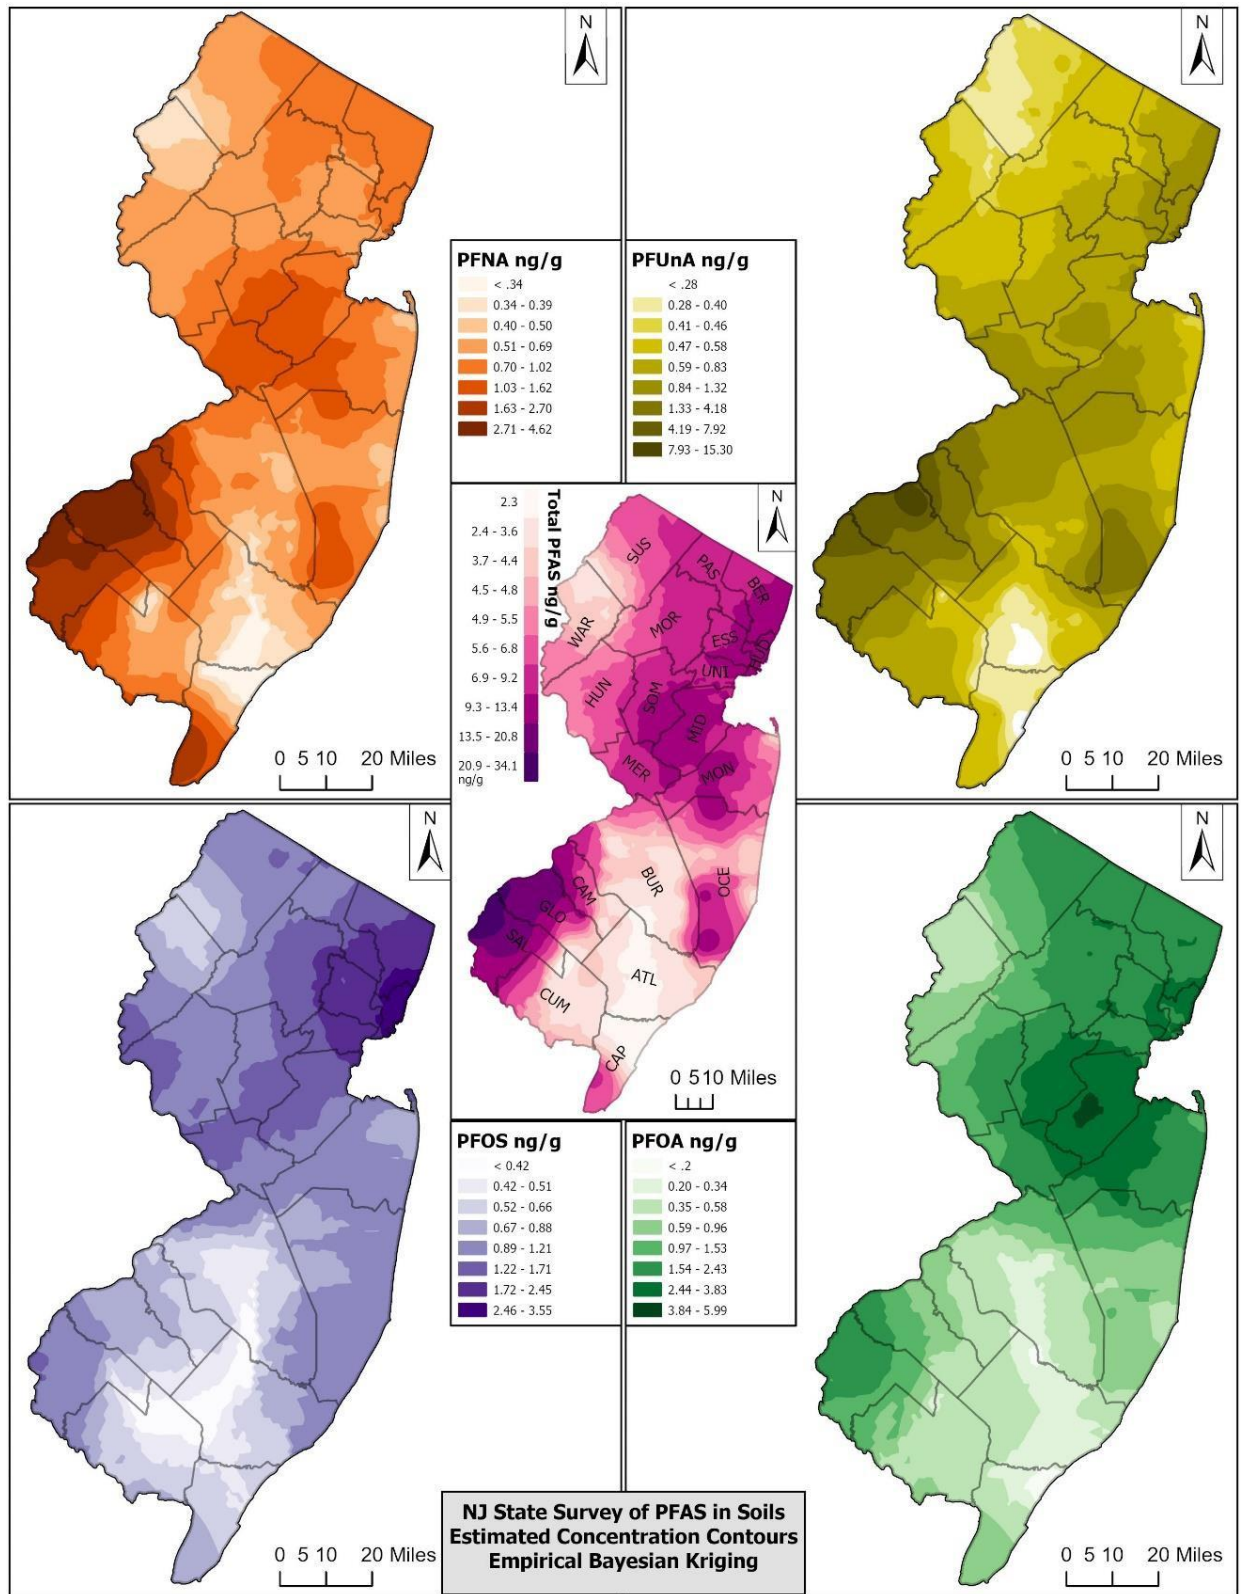 N
N
PFNA ng/g
< .34
0.34 - 0.39
0.40 - 0.50
0.51 - 0.69
0.70 - 1.02
1.03 - 1.62
1.63 - 2.70
2.71 - 4.62
PFUnA ng/g
< .28
0.28 - 0.40
0.41 - 0.46
0.47 - 0.58
0.59 - 0.83
0.84 - 1.32
1.33 - 4.18
4.19 - 7.92
7.93 - 15.30
0 5 10 20 Miles
0 5 10 20 Miles
Total PFAS ng/g
2.3
2.4 - 3.6
3.7 - 4.4
4.5 - 4.8
4.9 - 5.5
5.6 - 6.8
6.9 - 9.2
9.3 - 13.4
13.5 - 20.8
20.9 - 34.1
ng/g
N
SUS
PAS
BER
WAR
MOR
ESS
HUD
UNI
HUN
SOM
MID
MER
MON
BUR
OCE
CAM
GLO
SAL
ATL
CUM
CAP
0 510 Miles
N
N
PFOS ng/g
< 0.42
0.42 - 0.51
0.52 - 0.66
0.67 - 0.88
0.89 - 1.21
1.22 - 1.71
1.72 - 2.45
2.46 - 3.55
PFOA ng/g
< .2
0.20 - 0.34
0.35 - 0.58
0.59 - 0.96
0.97 - 1.53
1.54 - 2.43
2.44 - 3.83
3.84 - 5.99
0 5 10 20 Miles
0 5 10 20 Miles
NJ State Survey of PFAS in Soils
Estimated Concentration Contours
Empirical Bayesian Kriging